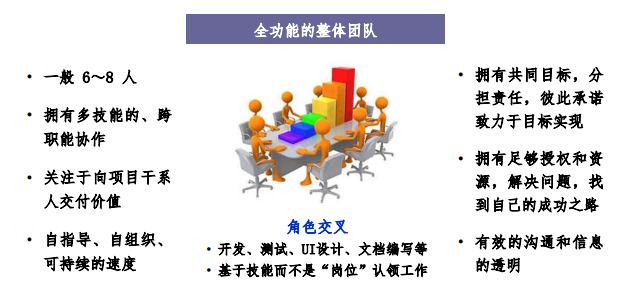 全功能的整体团队
• 一般 6～8 人
• 拥有多技能的、跨
职能协作
• 关注于向项目干系
人交付价值
• 自指导、自组织、
可持续的速度
角色交叉
• 开发、测试、UI设计、文档编写等
• 基于技能而不是“岗位”认领工作
• 拥有共同目标，分
担责任，彼此承诺
致力于目标实现
• 拥有足够授权和资
源，解决问题，找
到自己的成功之路
• 有效的沟通和信息
的透明